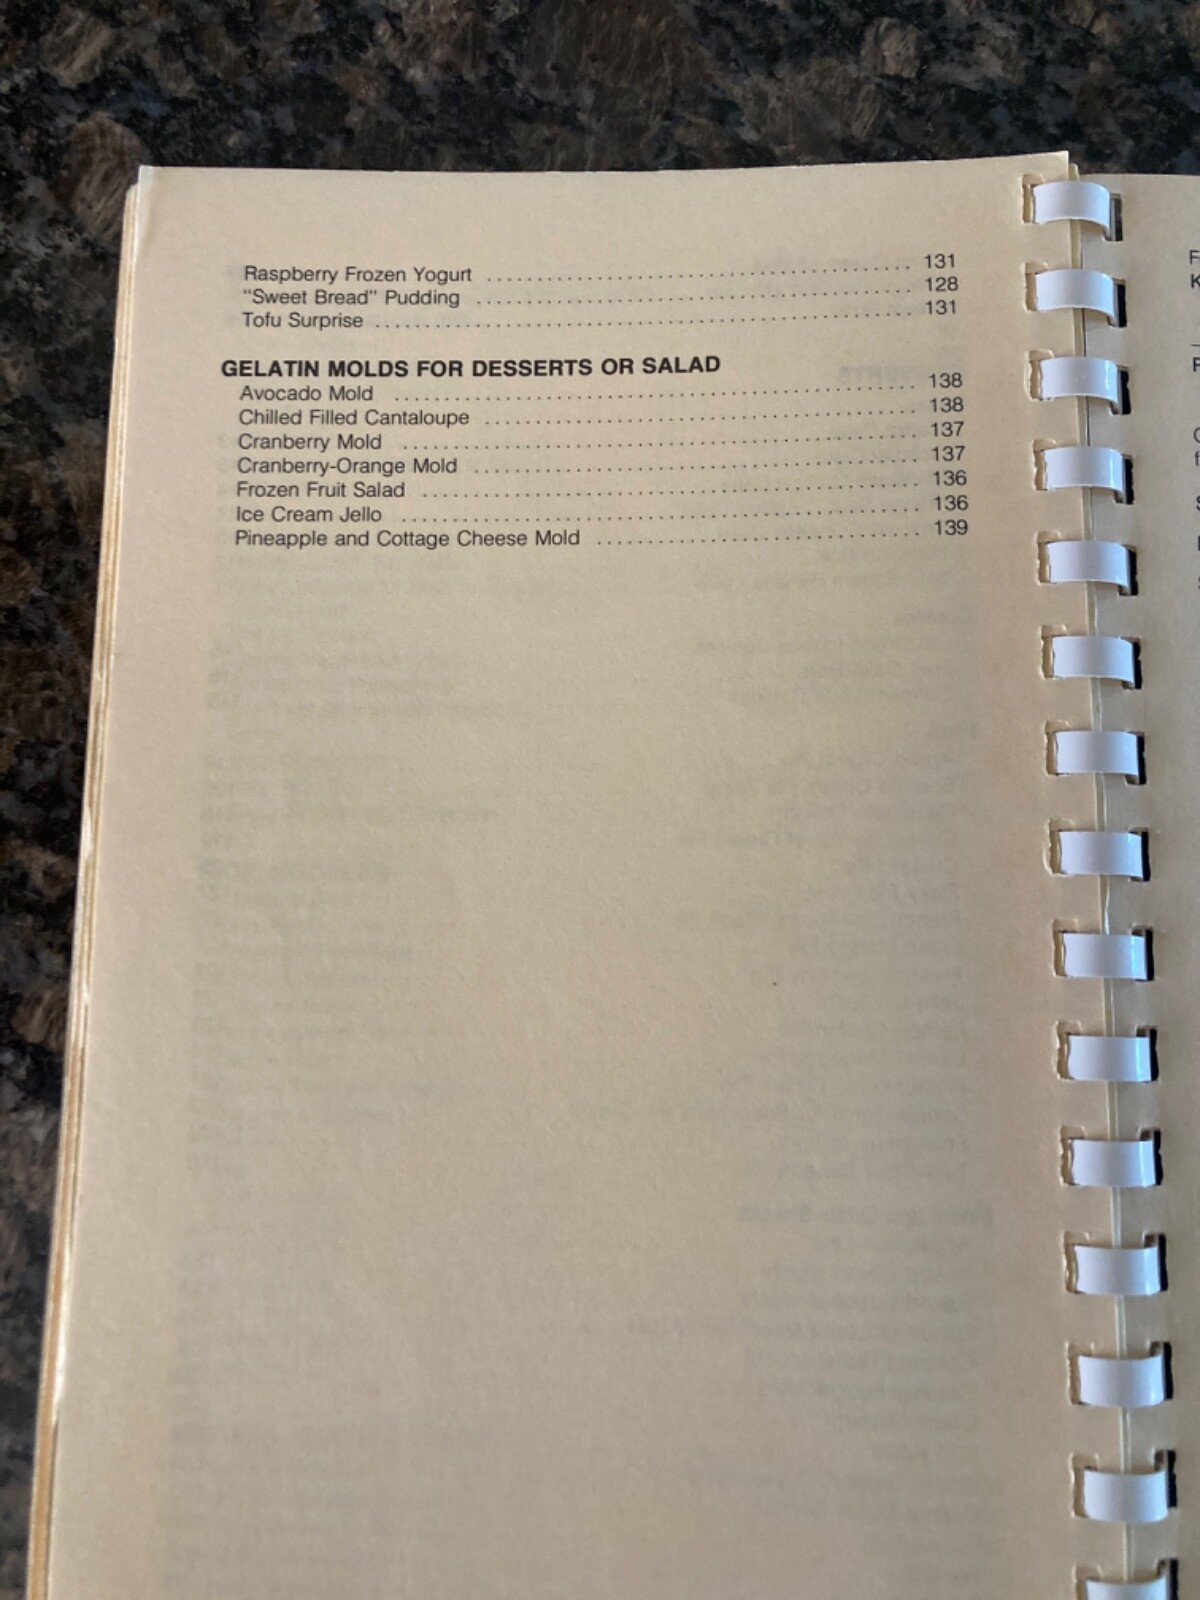 Raspberry Frozen Yogurt ........................................ 131
"Sweet Bread" Pudding ........................................ 128
Tofu Surprise ........................................ 131
GELATIN MOLDS FOR DESSERTS OR SALAD
Avocado Mold ........................................ 138
Chilled Filled Cantaloupe ........................................ 138
Cranberry Mold ........................................ 137
Cranberry-Orange Mold ........................................ 137
Frozen Fruit Salad ........................................ 136
Ice Cream Jello ........................................ 136
Pineapple and Cottage Cheese Mold ........................................ 139